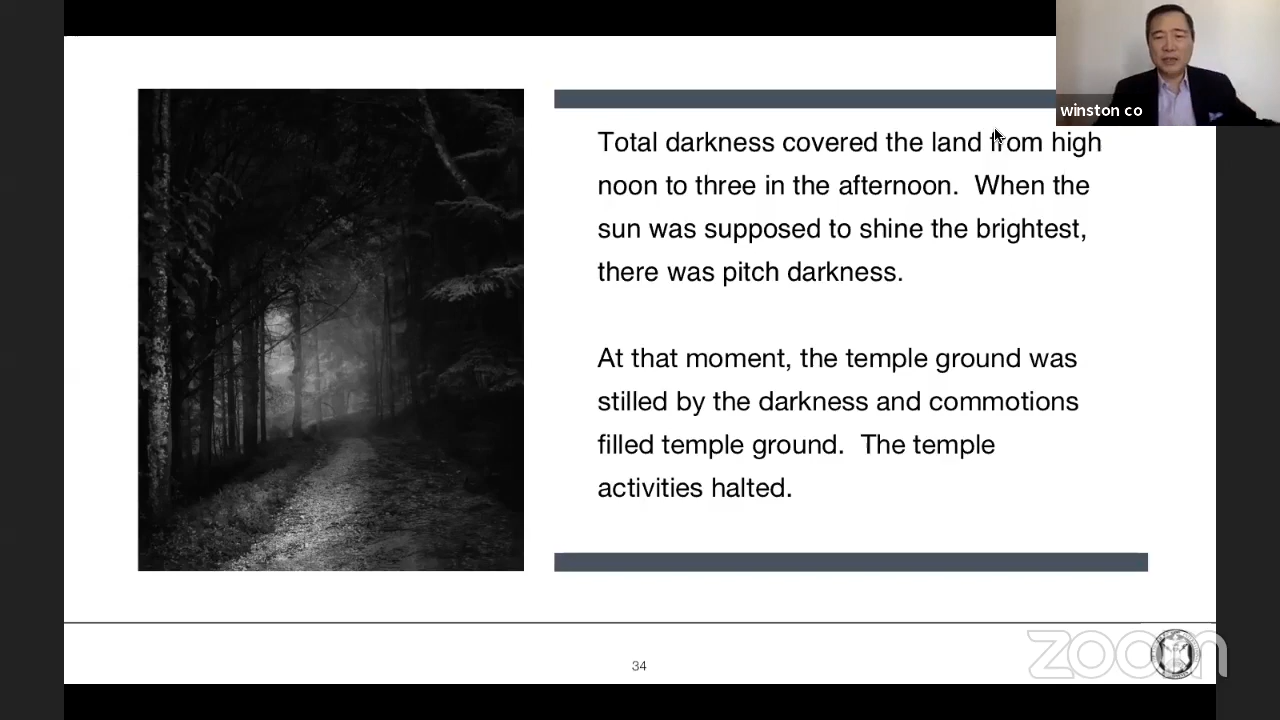 winston co
Total darkness covered the land from high
noon to three in the afternoon.  When the
sun was supposed to shine the brightest,
there was pitch darkness.
At that moment, the temple ground was
stilled by the darkness and commotions
filled temple ground.  The temple
activities halted.
34
zoom